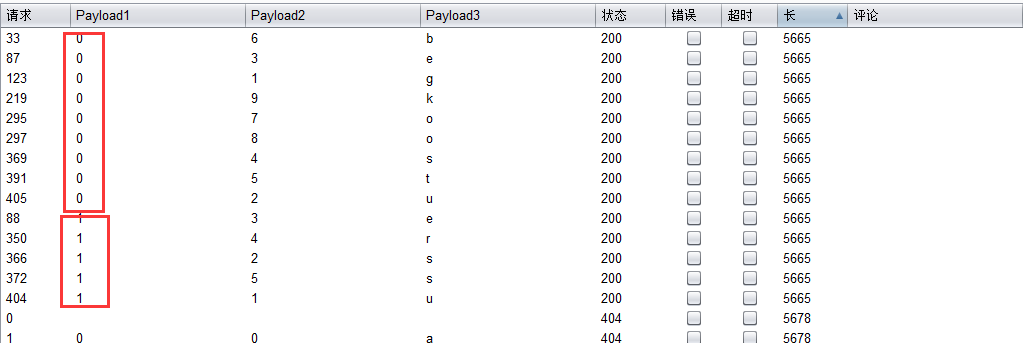 请求 Payload1 Payload2 Payload3 状态 错误 超时 长 评论
33 0 6 b 200 5665
87 0 3 e 200 5665
123 0 1 g 200 5665
219 0 9 k 200 5665
295 0 7 o 200 5665
297 0 8 o 200 5665
369 0 4 s 200 5665
391 0 5 t 200 5665
405 0 2 u 200 5665
88 1 3 e 200 5665
350 1 4 r 200 5665
366 1 2 s 200 5665
372 1 5 s 200 5665
404 1 1 u 200 5665
0 404 5678
1 0 0 a 404 5678